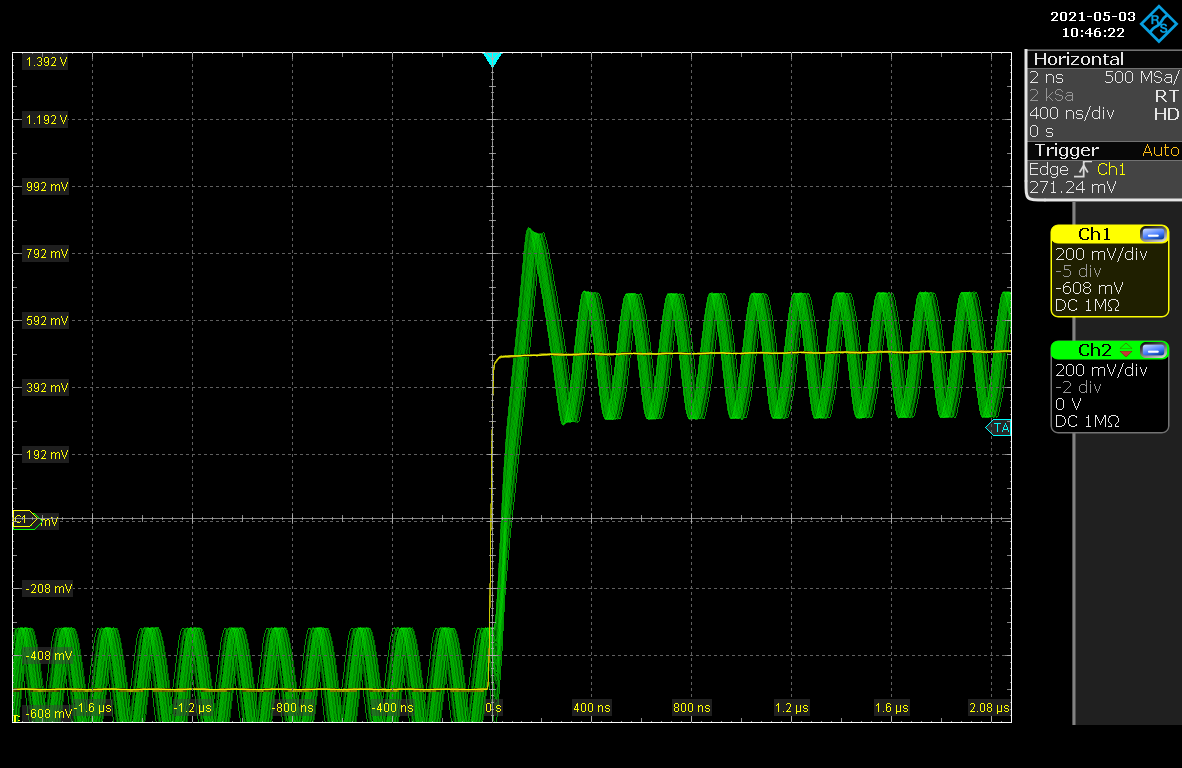 2021-05-03
10:46:22
R S
Horizontal
2 ns 500 MSa/
2 kSa RT
400 ns/div HD
0 s
Trigger Auto
Edge Ch1
271.24 mV
Ch1
200 mV/div
-5 div
-608 mV
DC 1MΩ
Ch2
200 mV/div
-2 div
0 V
DC 1MΩ
1.392 V
1.192 V
992 mV
792 mV
592 mV
392 mV
TA
192 mV
C1 mV
-208 mV
-408 mV
-608 mV
-1.6 µs -1.2 µs -800 ns -400 ns 0 s 400 ns 800 ns 1.2 µs 1.6 µs 2.08 µs